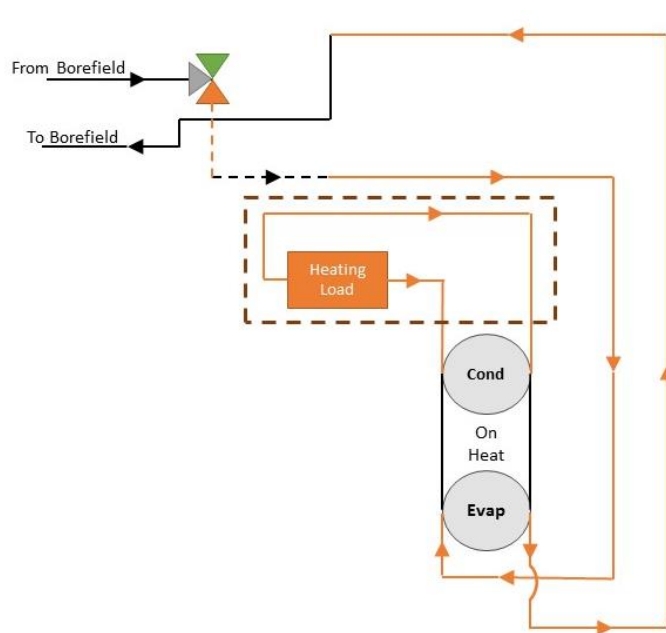 From Borefield
To Borefield
Heating
Load
Cond
On
Heat
Evap